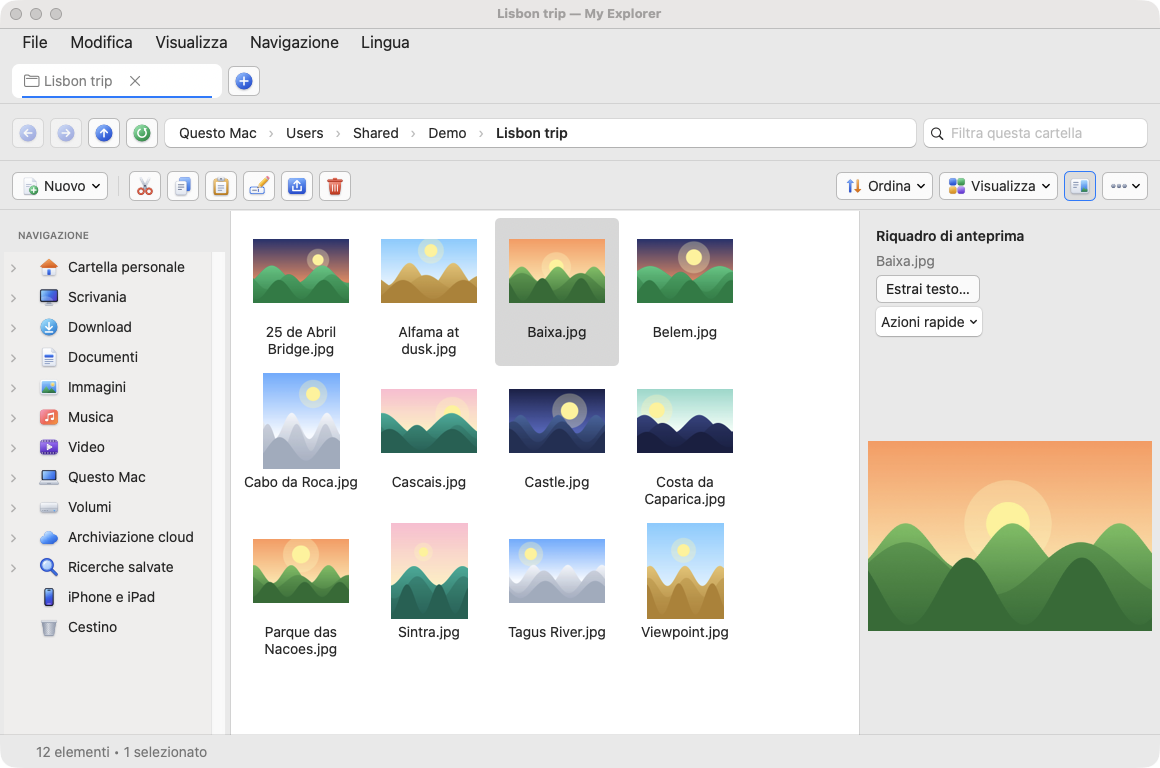 Lisbon trip — My Explorer
File Modifica Visualizza Navigazione Lingua
Lisbon trip
Questo Mac › Users › Shared › Demo › Lisbon trip
Filtra questa cartella
Nuovo
Ordina
Visualizza
NAVIGAZIONE
Cartella personale
Scrivania
Download
Documenti
Immagini
Musica
Video
Questo Mac
Volumi
Archiviazione cloud
Ricerche salvate
iPhone e iPad
Cestino
25 de Abril
Bridge.jpg
Alfama at
dusk.jpg
Baixa.jpg
Belem.jpg
Cabo da Roca.jpg
Cascais.jpg
Castle.jpg
Costa da
Caparica.jpg
Parque das
Nacoes.jpg
Sintra.jpg
Tagus River.jpg
Viewpoint.jpg
Riquadro di anteprima
Baixa.jpg
Estrai testo...
Azioni rapide
12 elementi • 1 selezionato